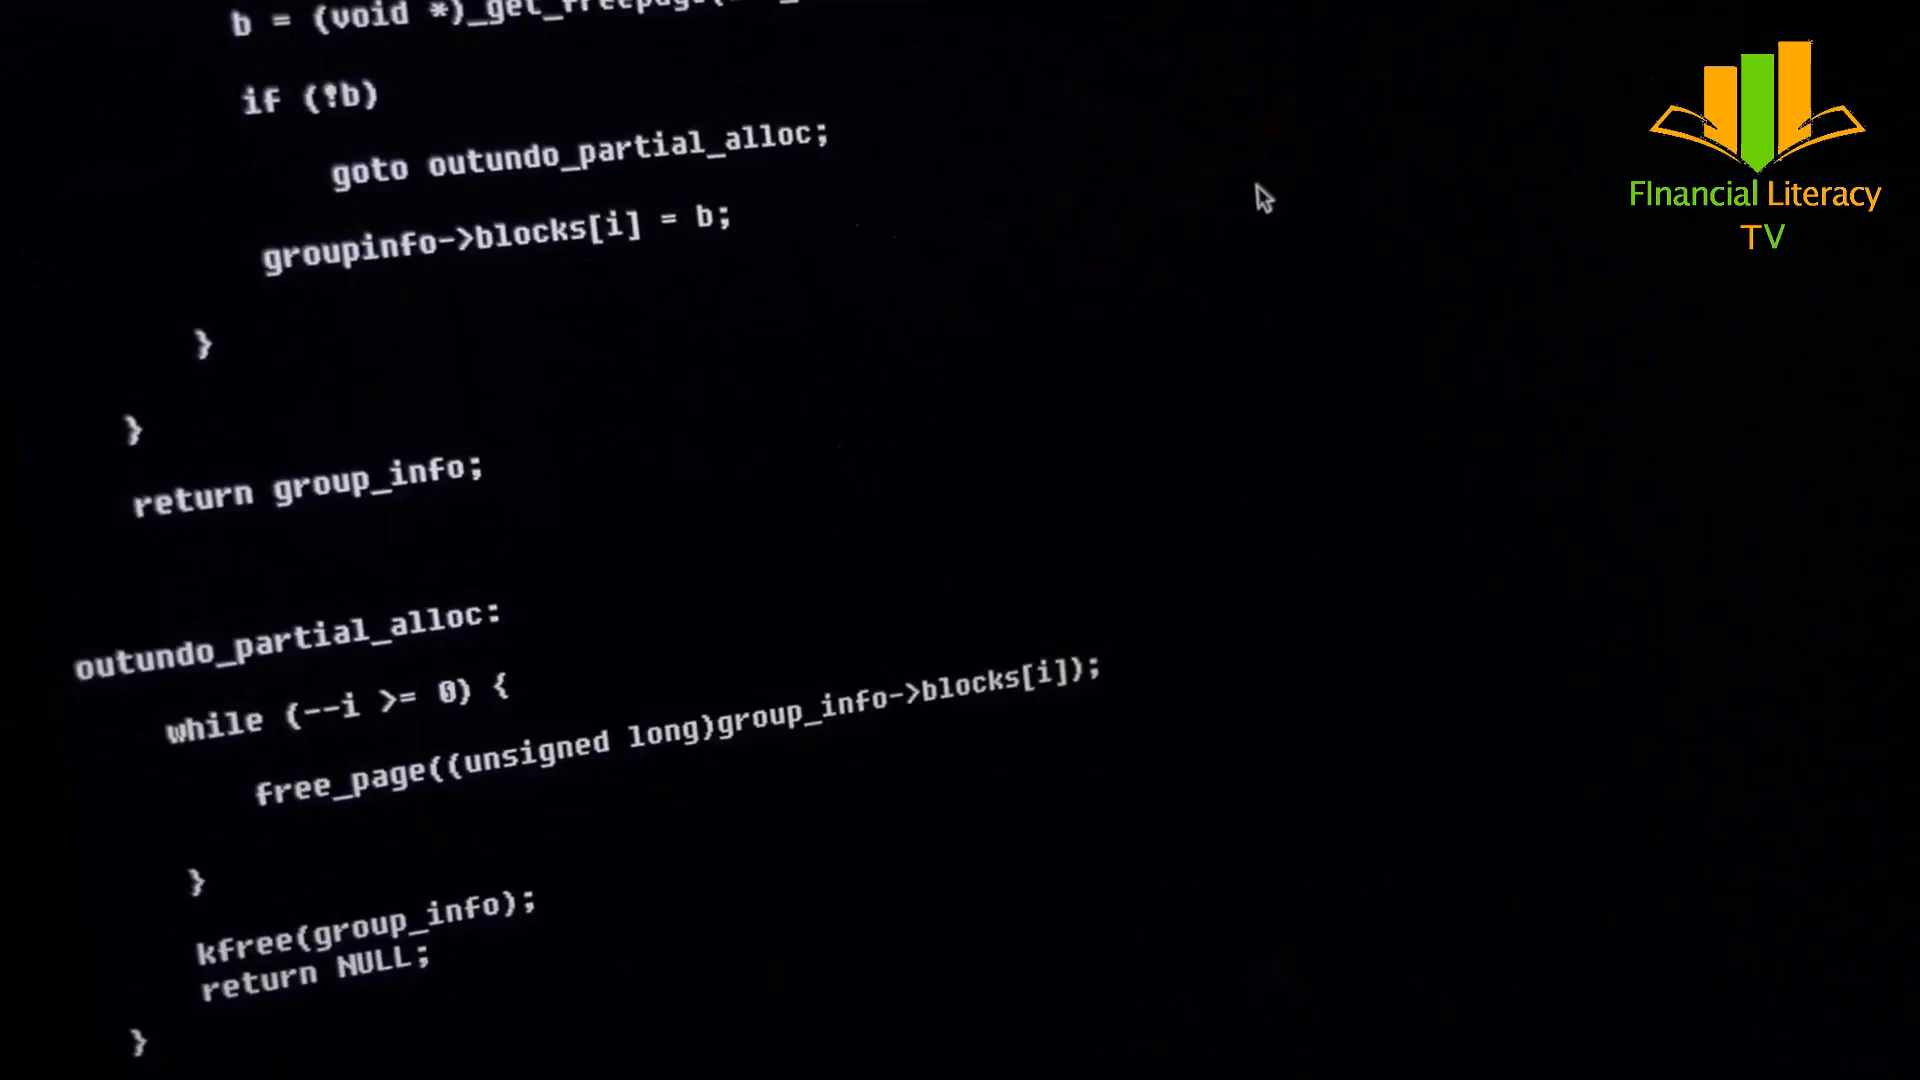 b = (void *)
if (!b)
goto outundo_partial_alloc;
groupinfo->blocks[i] = b;
}
}
return group_info;
outundo_partial_alloc:
while (--i >= 0) {
free_page((unsigned long)group_info->blocks[i]);
}
kfree(group_info);
return NULL;
}
FInancial Literacy
TV